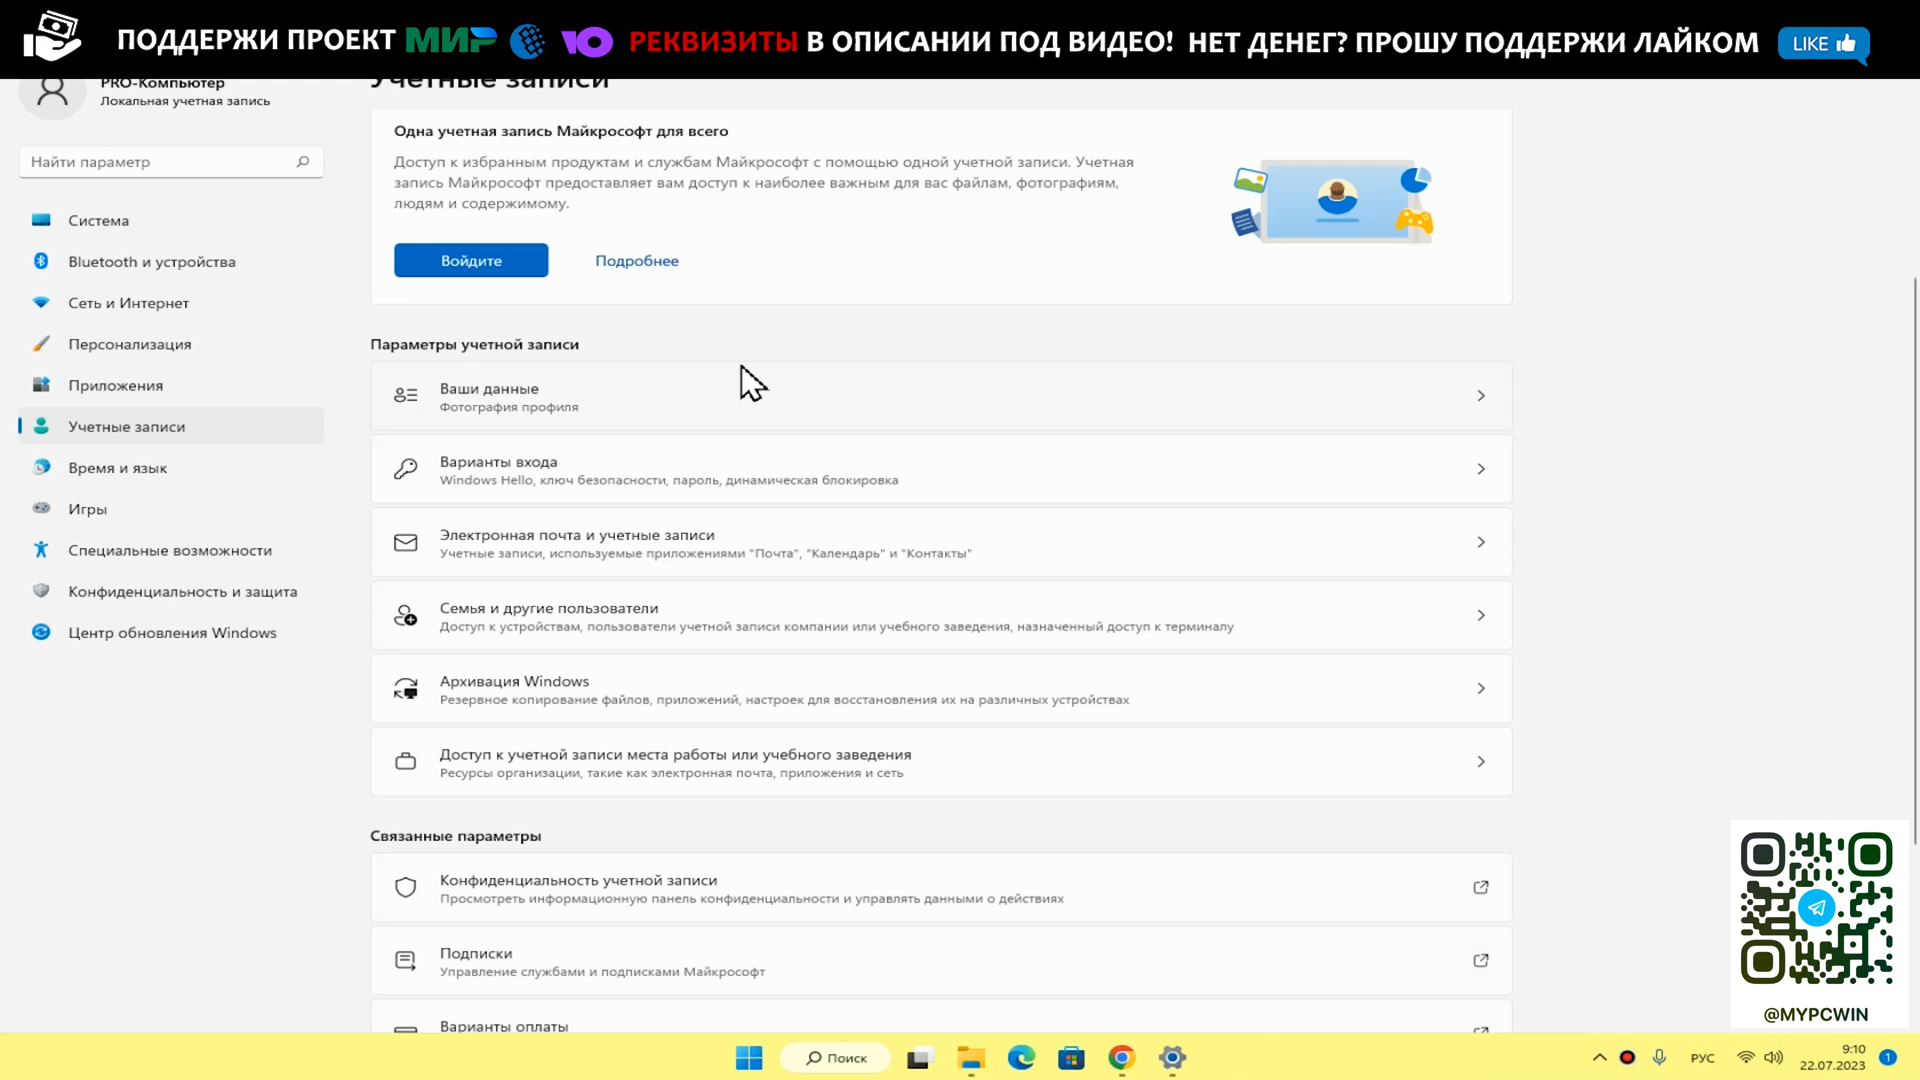 ПОДДЕРЖИ ПРОЕКТ МИР Ю РЕКВИЗИТЫ В ОПИСАНИИ ПОД ВИДЕО! НЕТ ДЕНЕГ? ПРОШУ ПОДДЕРЖИ ЛАЙКОМ LIKE
PRO-Компьютер
Локальная учетная запись
Найти параметр
Система
Bluetooth и устройства
Сеть и Интернет
Персонализация
Приложения
Учетные записи
Время и язык
Игры
Специальные возможности
Конфиденциальность и защита
Центр обновления Windows
Учетные записи
Одна учетная запись Майкрософт для всего
Доступ к избранным продуктам и службам Майкрософт с помощью одной учетной записи. Учетная
запись Майкрософт предоставляет вам доступ к наиболее важным для вас файлам, фотографиям,
людям и содержимому.
Войдите
Подробнее
Параметры учетной записи
Ваши данные
Фотография профиля
Варианты входа
Windows Hello, ключ безопасности, пароль, динамическая блокировка
Электронная почта и учетные записи
Учетные записи, используемые приложениями "Почта", "Календарь" и "Контакты"
Семья и другие пользователи
Доступ к устройствам, пользователи учетной записи компании или учебного заведения, назначенный доступ к терминалу
Архивация Windows
Резервное копирование файлов, приложений, настроек для восстановления их на различных устройствах
Доступ к учетной записи места работы или учебного заведения
Ресурсы организации, такие как электронная почта, приложения и сеть
Связанные параметры
Конфиденциальность учетной записи
Просмотреть информационную панель конфиденциальности и управлять данными о действиях
Подписки
Управление службами и подписками Майкрософт
Варианты оплаты
@MYPCWIN
Поиск
РУС
9:10
22.07.2023
1